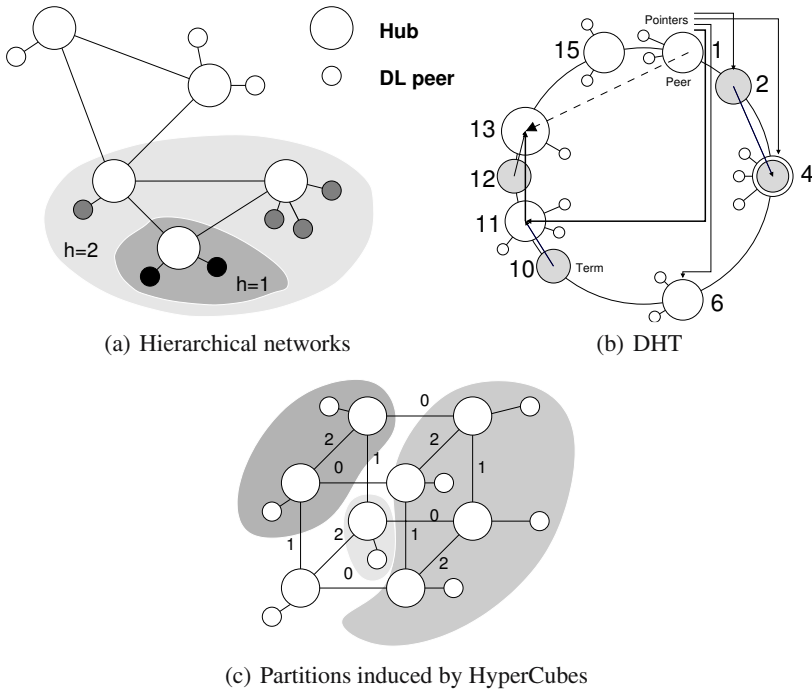 Hub
DL peer
h=2
h=1
(a) Hierarchical networks
Pointers
15
1
Peer
2
13
12
4
11
10
Term
6
(b) DHT
0
2
2
0
1
1
0
1
2
1
2
0
(c) Partitions induced by HyperCubes